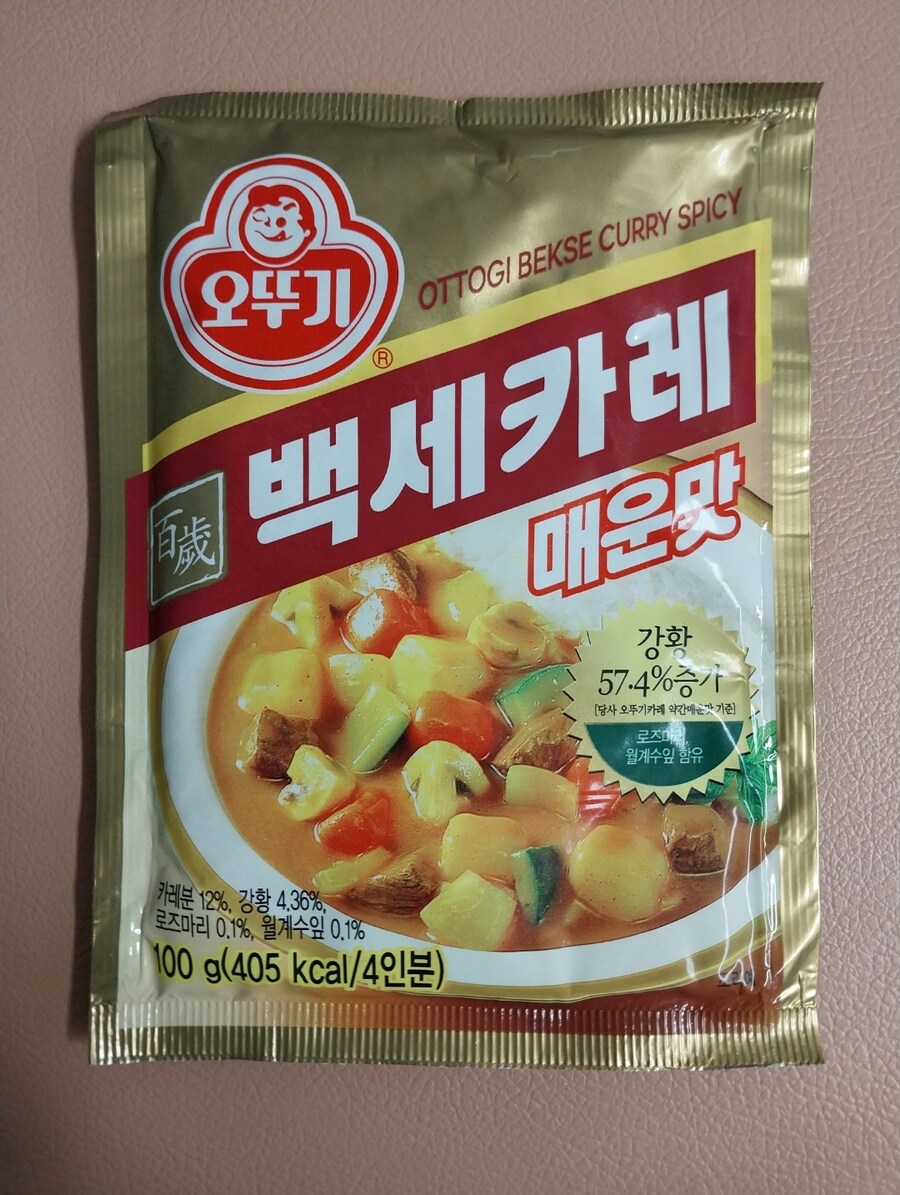 오뚜기
®
OTTOGI BEKSE CURRY SPICY
百歲
백세카레
매운맛
강황
57.4%증가
[당사 오뚜기카레 약간매운맛 기준]
로즈마리
월계수잎 함유
카레분 12%, 강황 4.36%,
로즈마리 0.1%, 월계수잎 0.1%
100 g(405 kcal/4인분)